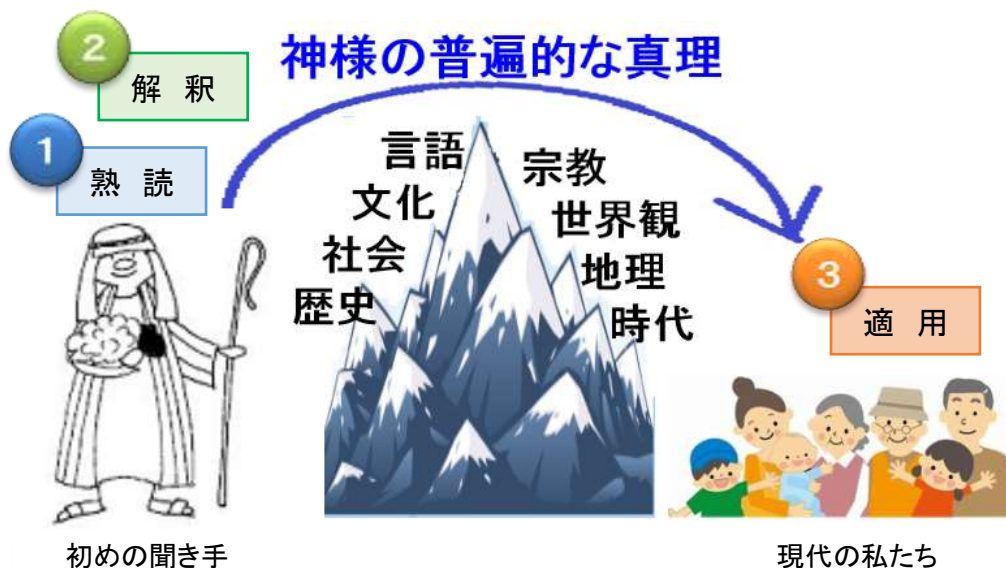 神様の普遍的な真理
2
解 釈
1
熟 読
言語
文化
社会
歴史
宗教
世界観
地理
時代
3
適 用
初めの聞き手
現代の私たち